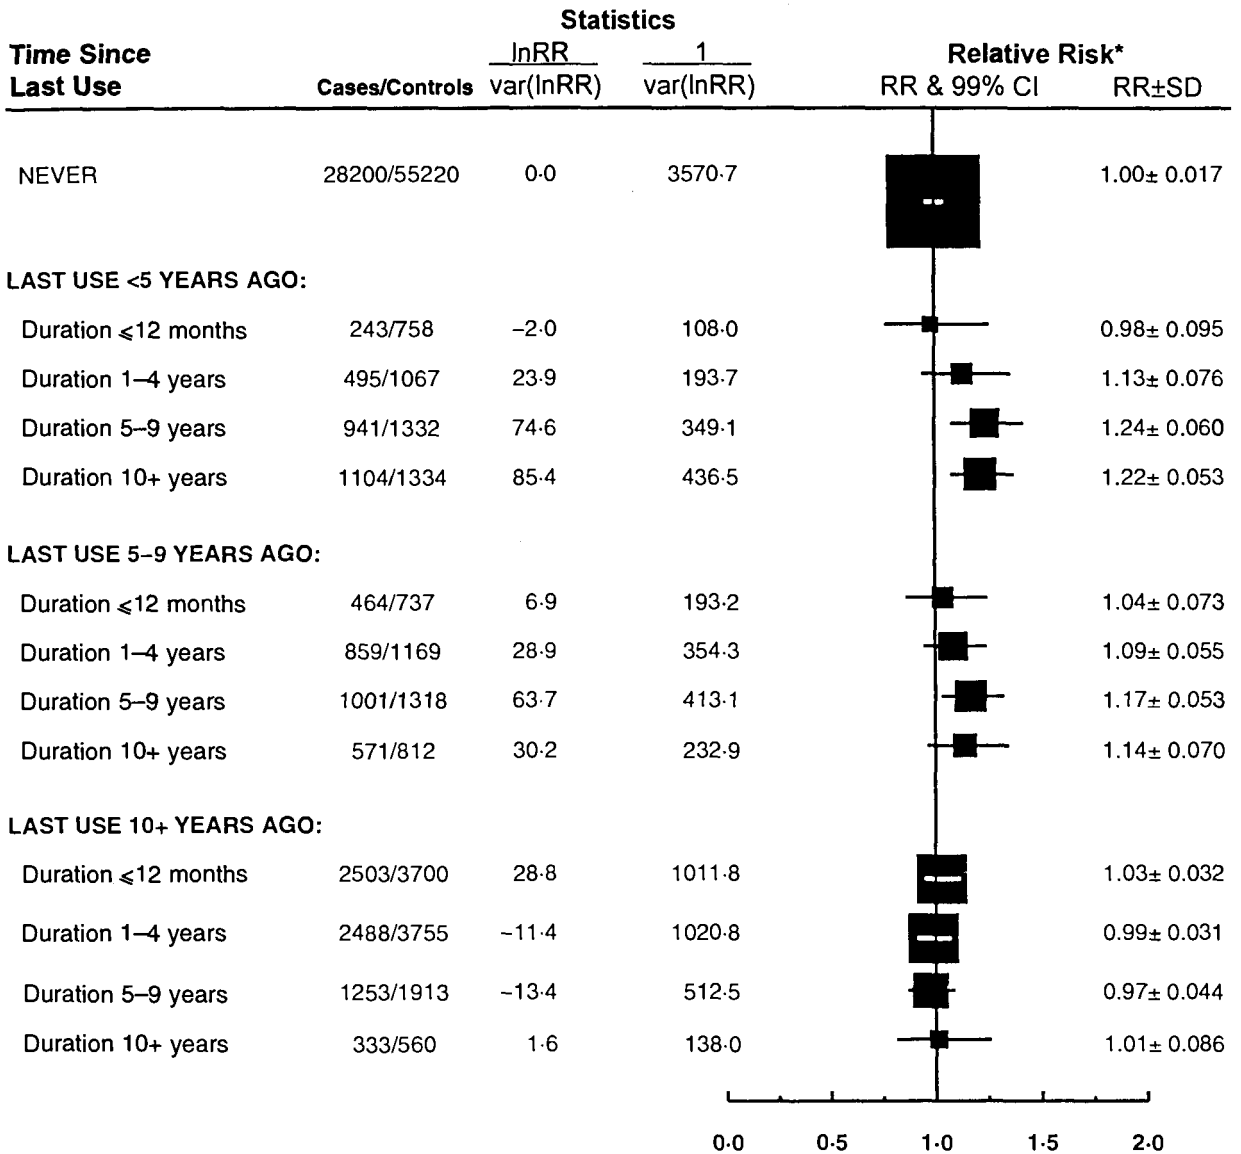 Statistics
Time Since lnRR 1 Relative Risk*
Last Use Cases/Controls var(lnRR) var(lnRR) RR & 99% CI RR±SD
NEVER 28200/55220 0·0 3570·7 1.00± 0.017
LAST USE <5 YEARS AGO:
Duration ⩽12 months 243/758 –2·0 108·0 0.98± 0.095
Duration 1–4 years 495/1067 23·9 193·7 1.13± 0.076
Duration 5–9 years 941/1332 74·6 349·1 1.24± 0.060
Duration 10+ years 1104/1334 85·4 436·5 1.22± 0.053
LAST USE 5–9 YEARS AGO:
Duration ⩽12 months 464/737 6·9 193·2 1.04± 0.073
Duration 1–4 years 859/1169 28·9 354·3 1.09± 0.055
Duration 5–9 years 1001/1318 63·7 413·1 1.17± 0.053
Duration 10+ years 571/812 30·2 232·9 1.14± 0.070
LAST USE 10+ YEARS AGO:
Duration ⩽12 months 2503/3700 28·8 1011·8 1.03± 0.032
Duration 1–4 years 2488/3755 –11·4 1020·8 0.99± 0.031
Duration 5–9 years 1253/1913 –13·4 512·5 0.97± 0.044
Duration 10+ years 333/560 1·6 138·0 1.01± 0.086
0·0 0·5 1·0 1·5 2·0